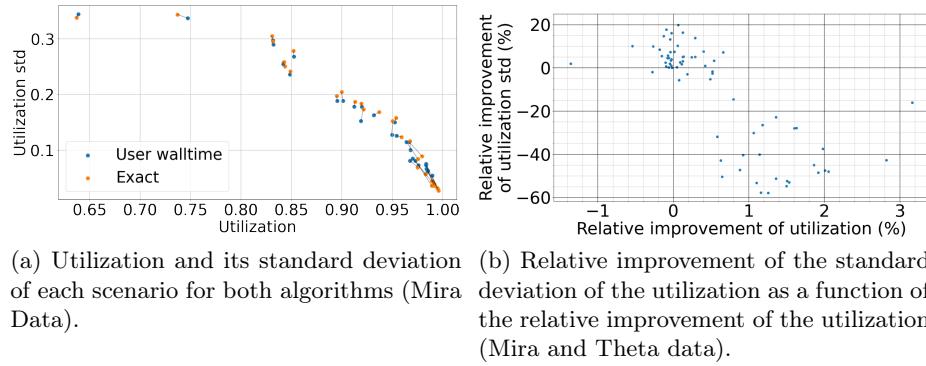 Utilization std
0.3
0.2
0.1
User walltime
Exact
0.65 0.70 0.75 0.80 0.85 0.90 0.95 1.00
Utilization
(a) Utilization and its standard deviation
of each scenario for both algorithms (Mira
Data).
Relative improvement
of utilization std (%)
20
0
−20
−40
−60
−1 0 1 2 3
Relative improvement of utilization (%)
(b) Relative improvement of the standard
deviation of the utilization as a function of
the relative improvement of the utilization
(Mira and Theta data).